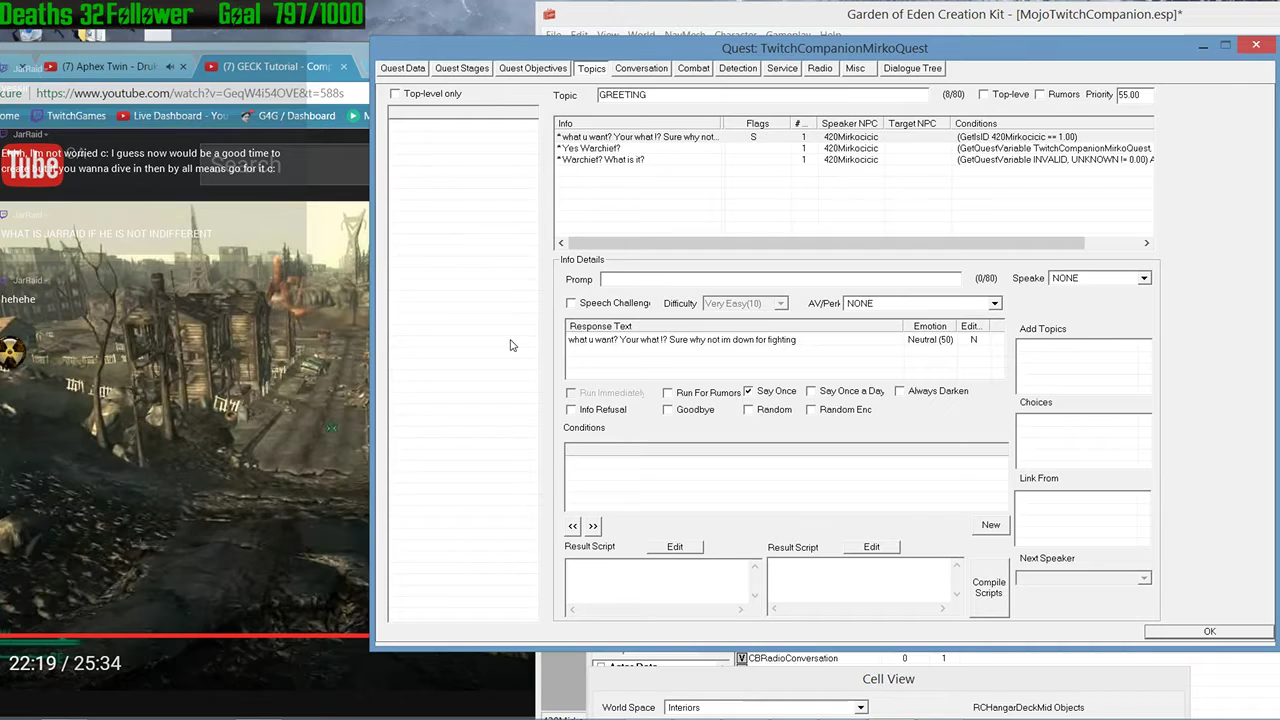 Deaths 32 Follower Goal 797/1000
Garden of Eden Creation Kit - [MojoTwitchCompanion.esp]*
Quest: TwitchCompanionMirkoQuest
JarRaid
(7) Aphex Twin - Druk
(7) GECK Tutorial - Comp
cure https://www.youtube.com/watch?v=GeqW4i54OVE&t=588s
ome TwitchGames Live Dashboard - Yo G4G / Dashboard M
JarRaid
I'm not worried c: I guess now would be a good time to
you wanna dive in then by all means go for it c:
Search
JarRaid
WHAT IS JARRAID IF HE IS NOT INDIFFERENT
JarRaid
hehehe
22:19 / 25:34
Quest Data Quest Stages Quest Objectives Topics Conversation Combat Detection Service Radio Misc Dialogue Tree
Top-level only
Topic GREETING (8/80) Top-leve Rumors Priority 55.00
Info Flags #.. Speaker NPC Target NPC Conditions
*what u want? Your what !? Sure why not... S 1 420Mirkocicic (GetIsID 420Mirkocicic == 1.00)
*Yes Warchief? 1 420Mirkocicic (GetQuestVariable TwitchCompanionMirkoQuest,
*Warchief? What is it? 1 420Mirkocicic (GetQuestVariable INVALID, UNKNOWN != 0.00) A
Info Details
Promp (0/80) Speake NONE
Speech Challeng Difficulty Very Easy(10) AV/Perk NONE
Response Text Emotion Edit...
what u want? Your what !? Sure why not im down for fighting Neutral (50) N
Add Topics
Run Immediately Run For Rumors Say Once Say Once a Day Always Darken
Info Refusal Goodbye Random Random Enc
Choices
Conditions
Link From
<< >> New
Result Script Edit Result Script Edit
Next Speaker
Compile
Scripts
OK
CBRadioConversation 0 1
Cell View
World Space Interiors RCHangarDeckMid Objects